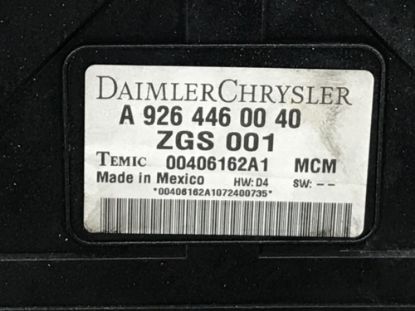 DAIMLERCHRYSLER
A 926 446 00 40
ZGS 001
TEMIC 00406162A1 MCM
Made in Mexico HW: D4 SW: --
*00406162A1072400735*